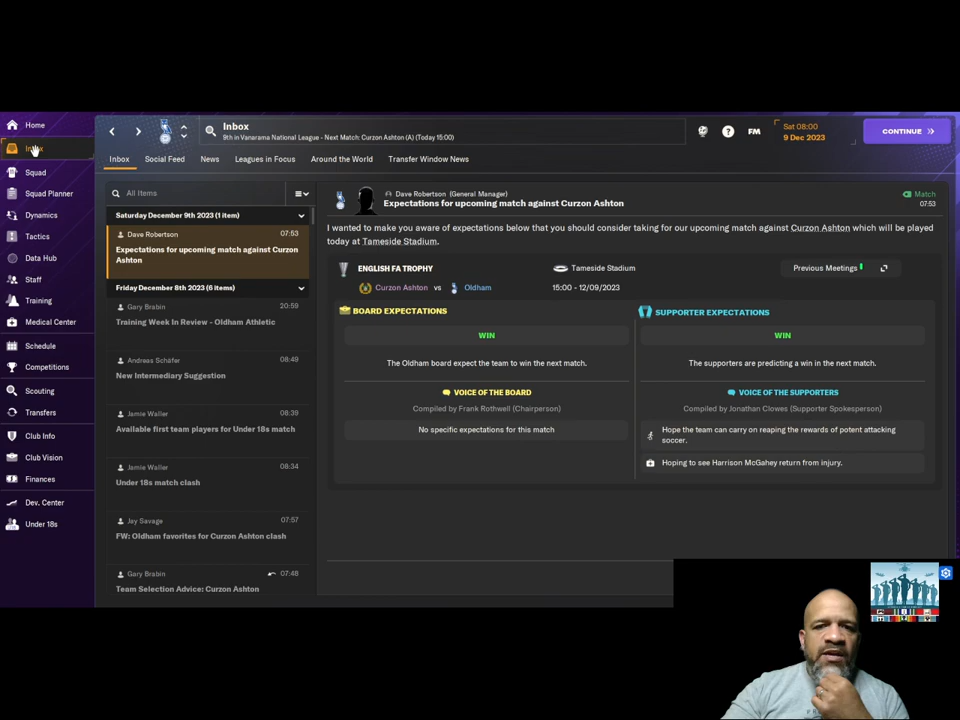 Home
Inbox
9th in Vanarama National League - Next Match: Curzon Ashton (A) (Today 15:00)
FM
Sat 08:00
9 Dec 2023
CONTINUE
Squad
Squad Planner
Dynamics
Tactics
Data Hub
Staff
Training
Medical Center
Schedule
Competitions
Scouting
Transfers
Club Info
Club Vision
Finances
Dev. Center
Under 18s
Inbox
Social Feed
News
Leagues in Focus
Around the World
Transfer Window News
All Items
Saturday December 9th 2023 (1 item)
Dave Robertson
07:53
Expectations for upcoming match against Curzon
Ashton
Friday December 8th 2023 (6 items)
Gary Brabin
20:59
Training Week In Review - Oldham Athletic
Andreas Schäfer
08:49
New Intermediary Suggestion
Jamie Waller
08:39
Available first team players for Under 18s match
Jamie Waller
08:34
Under 18s match clash
Jay Savage
07:57
FW: Oldham favorites for Curzon Ashton clash
Gary Brabin
07:48
Team Selection Advice: Curzon Ashton
Dave Robertson (General Manager)
Expectations for upcoming match against Curzon Ashton
Match
07:53
I wanted to make you aware of expectations below that you should consider taking for our upcoming match against Curzon Ashton which will be played
today at Tameside Stadium.
ENGLISH FA TROPHY
Tameside Stadium
Previous Meetings
Curzon Ashton vs Oldham
15:00 - 12/09/2023
BOARD EXPECTATIONS
WIN
The Oldham board expect the team to win the next match.
VOICE OF THE BOARD
Compiled by Frank Rothwell (Chairperson)
No specific expectations for this match
SUPPORTER EXPECTATIONS
WIN
The supporters are predicting a win in the next match.
VOICE OF THE SUPPORTERS
Compiled by Jonathan Clowes (Supporter Spokesperson)
Hope the team can carry on reaping the rewards of potent attacking
soccer.
Hoping to see Harrison McGahey return from injury.